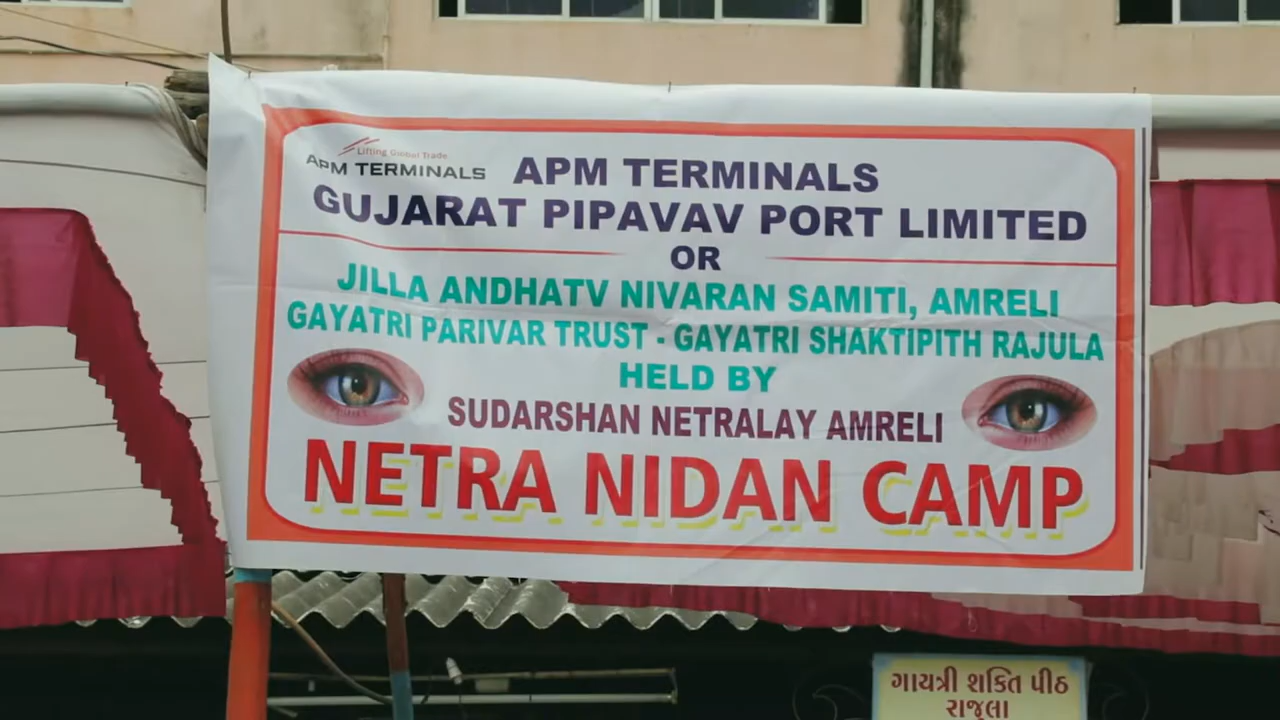 Lifting Global Trade.
APM TERMINALS
APM TERMINALS
GUJARAT PIPAVAV PORT LIMITED
OR
JILLA ANDHATV NIVARAN SAMITI, AMRELI
GAYATRI PARIVAR TRUST - GAYATRI SHAKTIPITH RAJULA
HELD BY
SUDARSHAN NETRALAY AMRELI
NETRA NIDAN CAMP
ગાયત્રી શક્તિ પીઠ
રાજુલા